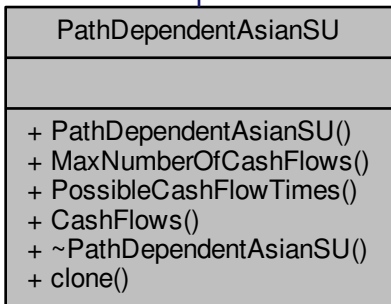 PathDependentAsianSU
+ PathDependentAsianSU()
+ MaxNumberOfCashFlows()
+ PossibleCashFlowTimes()
+ CashFlows()
+ ~PathDependentAsianSU()
+ clone()